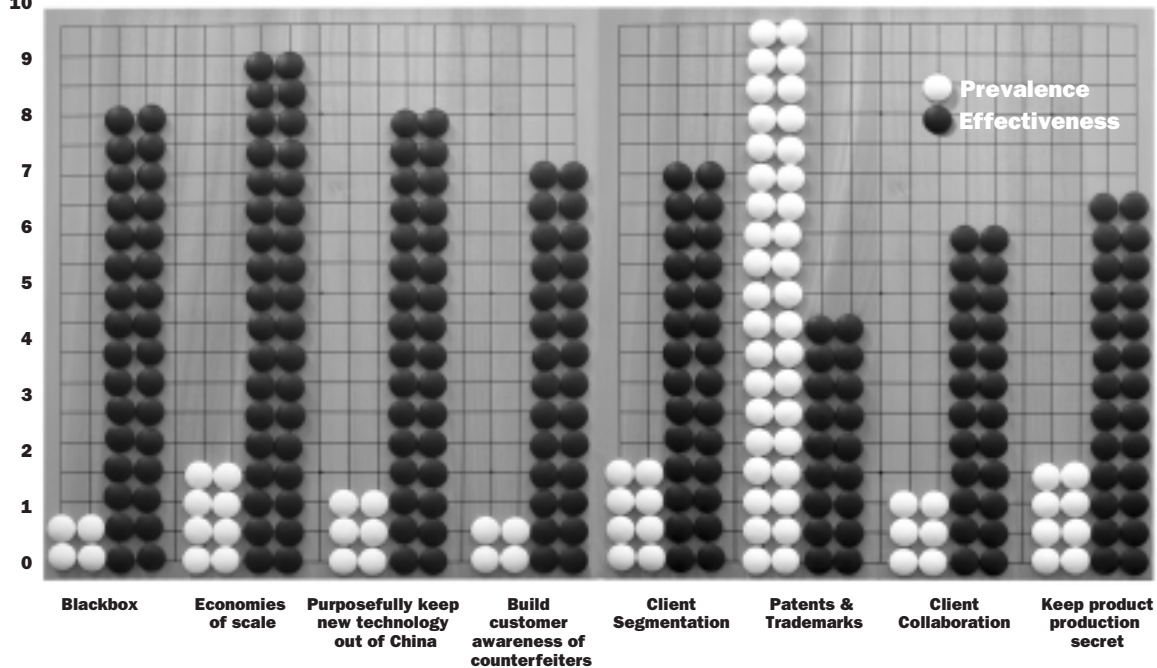 10
9
8
7
6
5
4
3
2
1
0
Prevalence
Effectiveness
Blackbox
Economies
of scale
Purposefully keep
new technology
out of China
Build
customer
awareness of
counterfeiters
Client
Segmentation
Patents &
Trademarks
Client
Collaboration
Keep product
production
secret